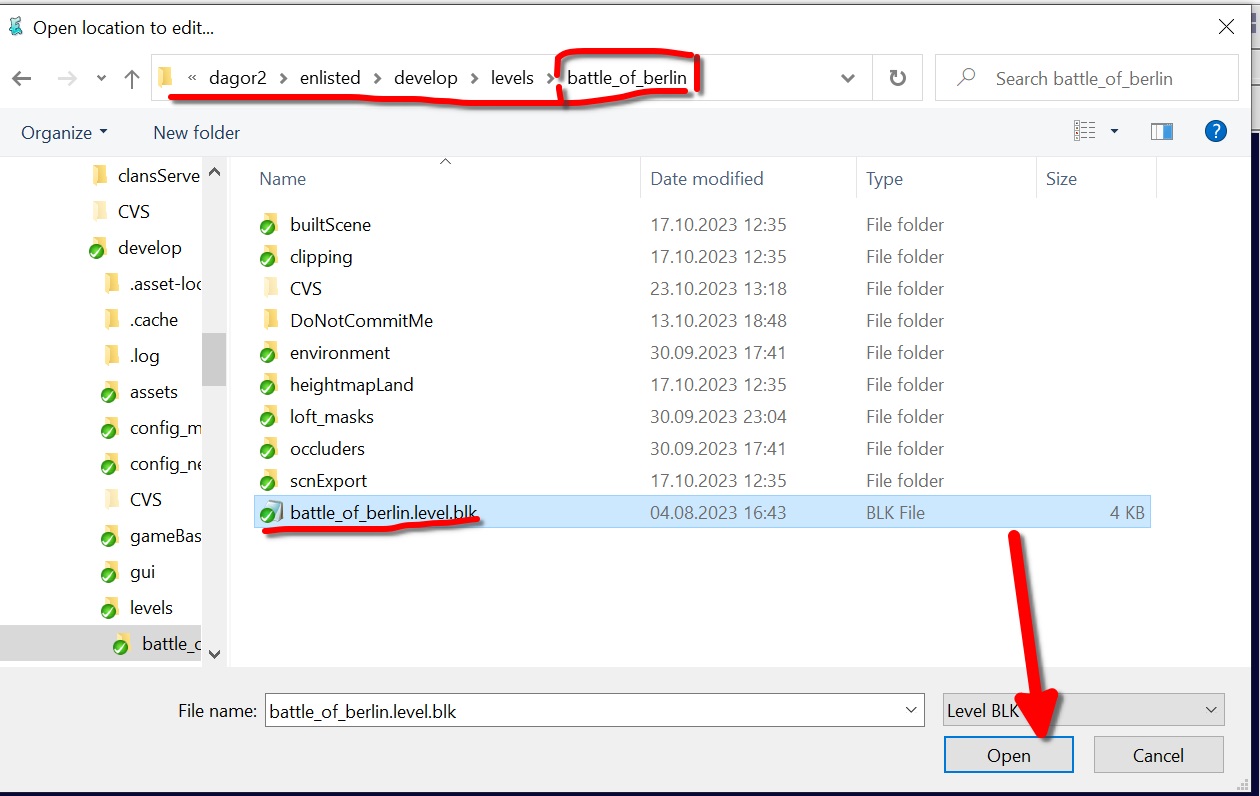 Open location to edit...
« dagor2 > enlisted > develop > levels > battle_of_berlin
Search battle_of_berlin
Organize
New folder
?
clansServe
CVS
develop
.asset-loc
.cache
.log
assets
config_m
config_ne
CVS
gameBas
gui
levels
battle_o
Name Date modified Type Size
builtScene 17.10.2023 12:35 File folder
clipping 17.10.2023 12:35 File folder
CVS 23.10.2023 13:18 File folder
DoNotCommitMe 13.10.2023 18:48 File folder
environment 30.09.2023 17:41 File folder
heightmapLand 17.10.2023 12:35 File folder
loft_masks 30.09.2023 23:04 File folder
occluders 30.09.2023 17:41 File folder
scnExport 17.10.2023 12:35 File folder
battle_of_berlin.level.blk 04.08.2023 16:43 BLK File 4 KB
File name: battle_of_berlin.level.blk
Level BLK
Open
Cancel